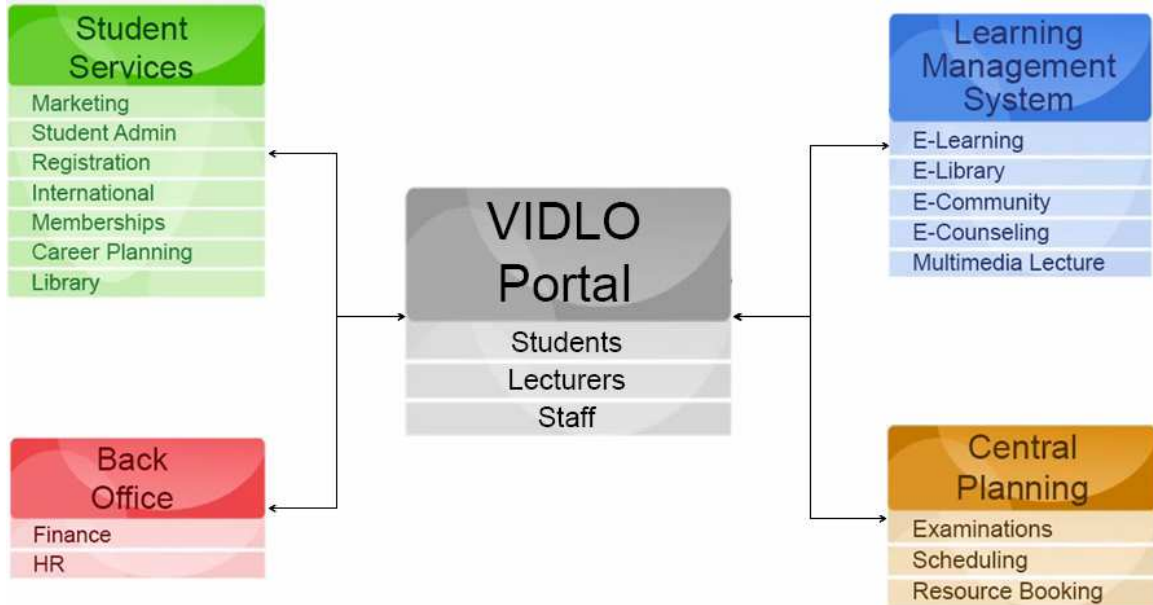 Student
Services
Marketing
Student Admin
Registration
International
Memberships
Career Planning
Library
Back
Office
Finance
HR
VIDLO
Portal
Students
Lecturers
Staff
Learning
Management
System
E-Learning
E-Library
E-Community
E-Counseling
Multimedia Lecture
Central
Planning
Examinations
Scheduling
Resource Booking